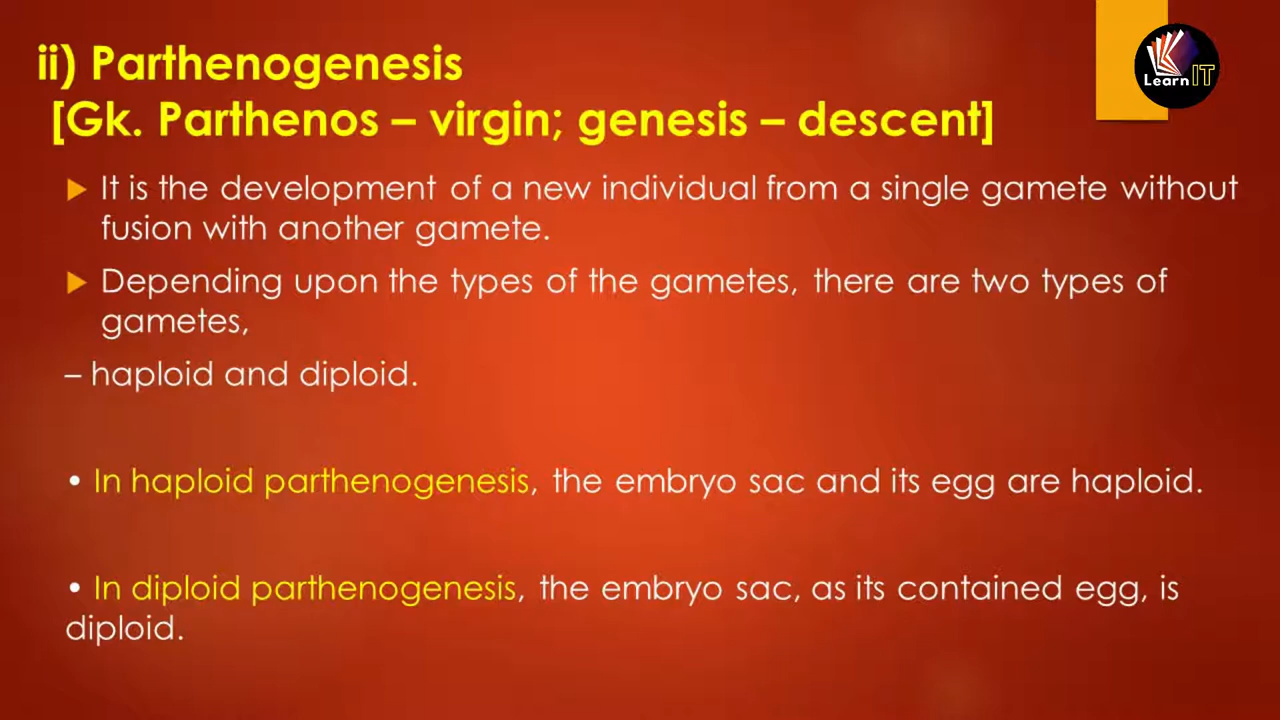 ii) Parthenogenesis
[Gk. Parthenos – virgin; genesis – descent]
Learn IT
It is the development of a new individual from a single gamete without
fusion with another gamete.
Depending upon the types of the gametes, there are two types of
gametes,
– haploid and diploid.
• In haploid parthenogenesis, the embryo sac and its egg are haploid.
• In diploid parthenogenesis, the embryo sac, as its contained egg, is
diploid.